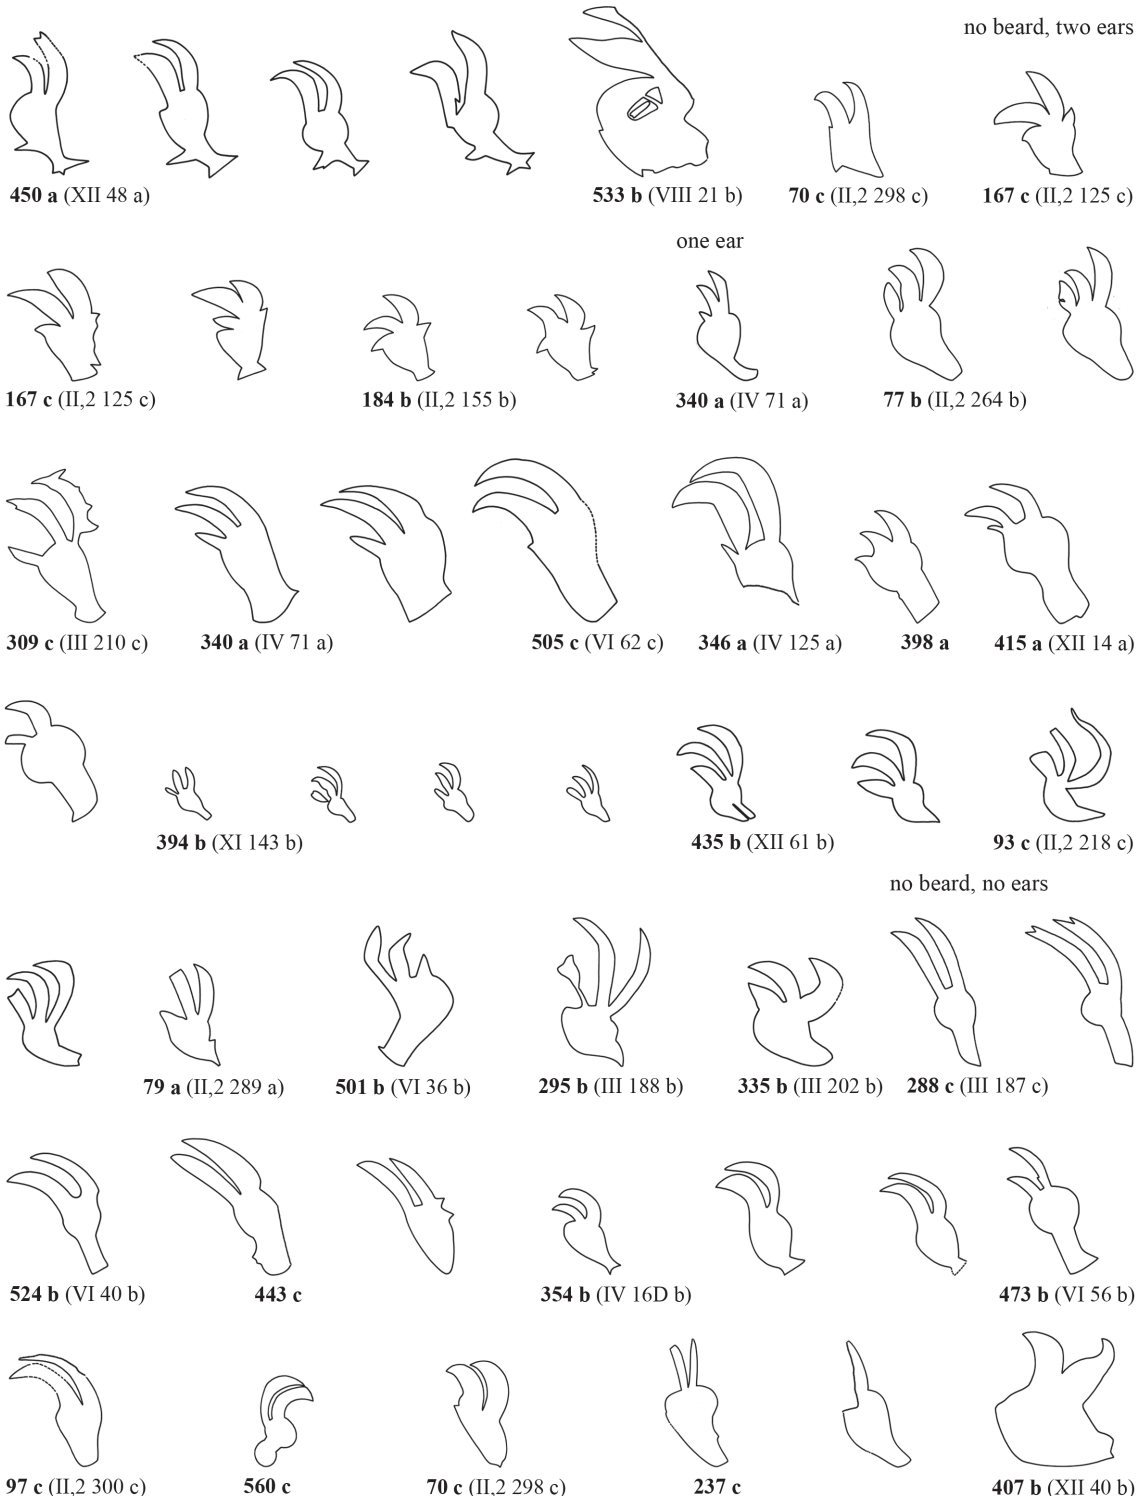 no beard, two ears
450 a (XII 48 a) 533 b (VIII 21 b) 70 c (II,2 298 c) 167 c (II,2 125 c)
one ear
167 c (II,2 125 c) 184 b (II,2 155 b) 340 a (IV 71 a) 77 b (II,2 264 b)
309 c (III 210 c) 340 a (IV 71 a) 505 c (VI 62 c) 346 a (IV 125 a) 398 a 415 a (XII 14 a)
394 b (XI 143 b) 435 b (XII 61 b) 93 c (II,2 218 c)
no beard, no ears
79 a (II,2 289 a) 501 b (VI 36 b) 295 b (III 188 b) 335 b (III 202 b) 288 c (III 187 c)
524 b (VI 40 b) 443 c 354 b (IV 16D b) 473 b (VI 56 b)
97 c (II,2 300 c) 560 c 70 c (II,2 298 c) 237 c 407 b (XII 40 b)